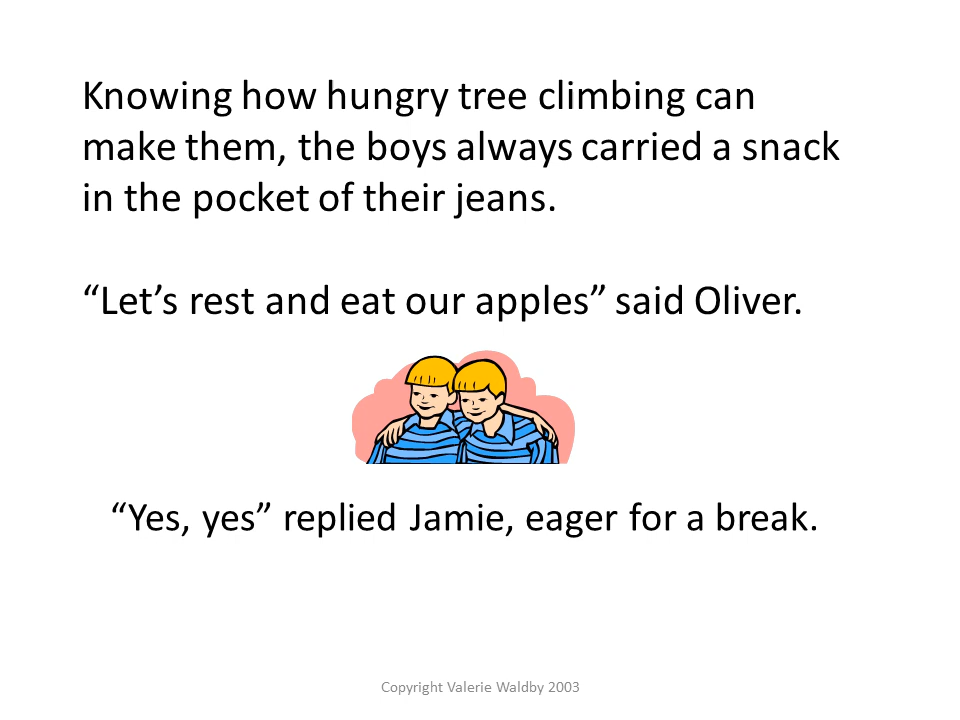 Knowing how hungry tree climbing can
make them, the boys always carried a snack
in the pocket of their jeans.
“Let’s rest and eat our apples” said Oliver.
“Yes, yes” replied Jamie, eager for a break.
Copyright Valerie Waldby 2003